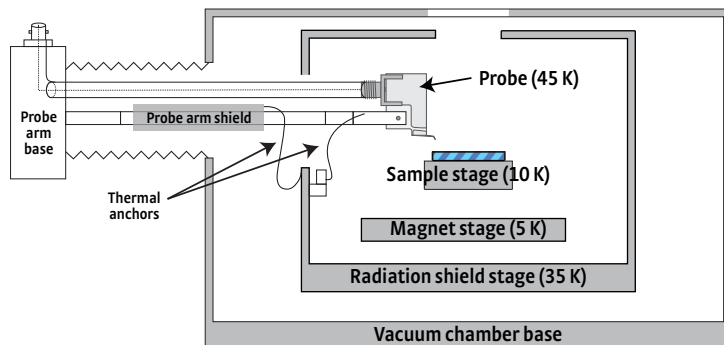 Probe (45 K)
Probe
arm
base
Probe arm shield
Thermal
anchors
Sample stage (10 K)
Magnet stage (5 K)
Radiation shield stage (35 K)
Vacuum chamber base